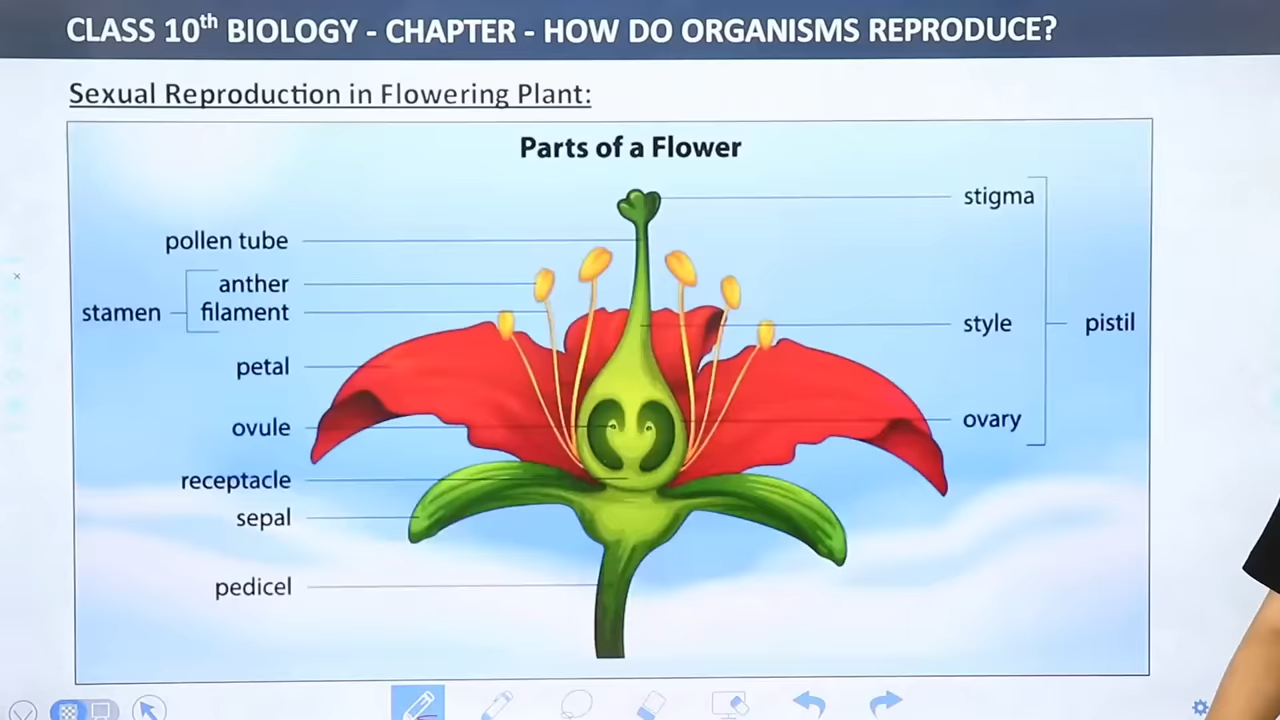 CLASS 10th BIOLOGY - CHAPTER - HOW DO ORGANISMS REPRODUCE?
Sexual Reproduction in Flowering Plant:
Parts of a Flower
stigma
pollen tube
anther
stamen
filament
style
pistil
petal
ovary
ovule
receptacle
sepal
pedicel